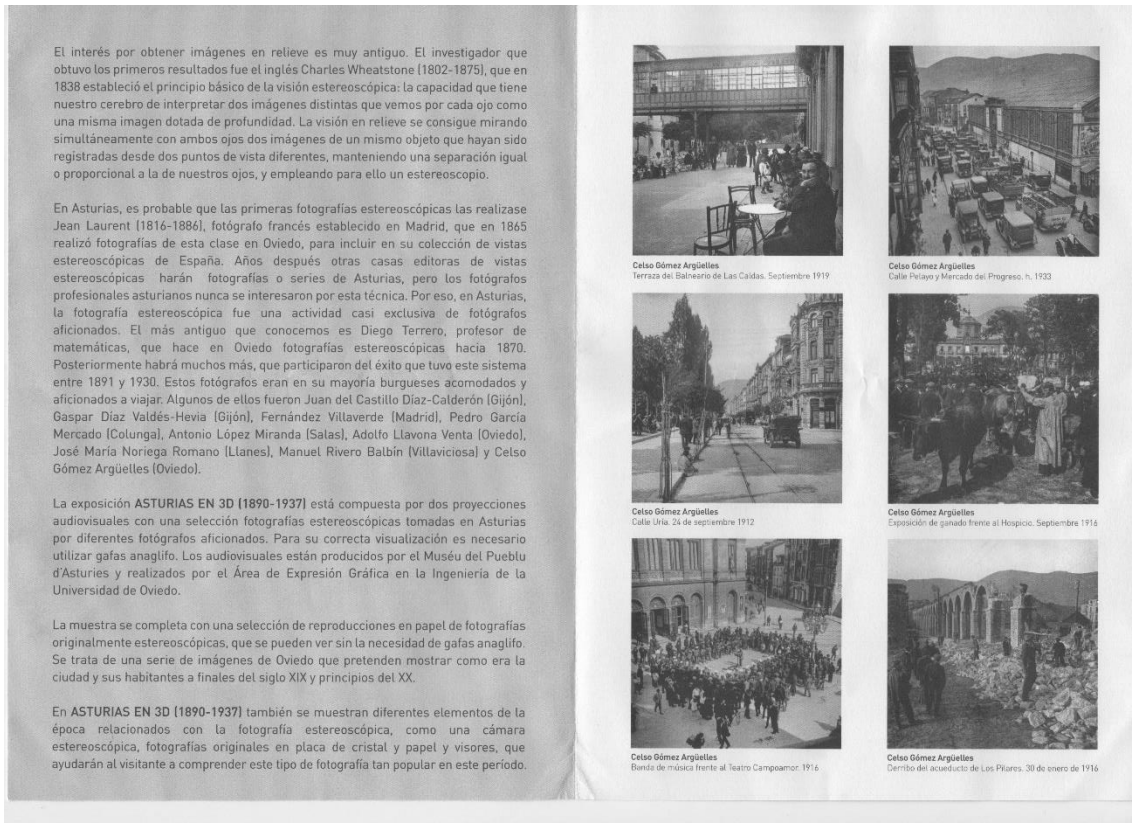 El interés por obtener imágenes en relieve es muy antiguo. El investigador que
obtuvo los primeros resultados fue el inglés Charles Wheatstone (1802-1875), que en
1838 estableció el principio básico de la visión estereoscópica: la capacidad que tiene
nuestro cerebro de interpretar dos imágenes distintas que vemos por cada ojo como
una misma imagen dotada de profundidad. La visión en relieve se consigue mirando
simultáneamente con ambos ojos dos imágenes de un mismo objeto que hayan sido
registradas desde dos puntos de vista diferentes, manteniendo una separación igual
o proporcional a la de nuestros ojos, y empleando para ello un estereoscopio.
En Asturias, es probable que las primeras fotografías estereoscópicas las realizase
Jean Laurent (1816-1886), fotógrafo francés establecido en Madrid, que en 1865
realizó fotografías de esta clase en Oviedo, para incluir en su colección de vistas
estereoscópicas de España. Años después otras casas editoras de vistas
estereoscópicas harán fotografías o series de Asturias, pero los fotógrafos
profesionales asturianos nunca se interesaron por esta técnica. Por eso, en Asturias,
la fotografía estereoscópica fue una actividad casi exclusiva de fotógrafos
aficionados. El más antiguo que conocemos es Diego Terrero, profesor de
matemáticas, que hace en Oviedo fotografías estereoscópicas hacia 1870.
Posteriormente habrá muchos más, que participaron del éxito que tuvo este sistema
entre 1891 y 1930. Estos fotógrafos eran en su mayoría burgueses acomodados y
aficionados a viajar. Algunos de ellos fueron Juan del Castillo Díaz-Calderón (Gijón),
Gaspar Díaz Valdés-Hevia (Gijón), Fernández Villaverde (Madrid), Pedro García
Mercado (Colunga), Antonio López Miranda (Salas), Adolfo Llavona Venta (Oviedo),
José María Noriega Romano (Llanes), Manuel Rivero Balbín (Villaviciosa) y Celso
Gómez Argüelles (Oviedo).
La exposición ASTURIAS EN 3D (1890-1937) está compuesta por dos proyecciones
audiovisuales con una selección fotografías estereoscópicas tomadas en Asturias
por diferentes fotógrafos aficionados. Para su correcta visualización es necesario
utilizar gafas anaglifo. Los audiovisuales están producidos por el Muséu del Pueblu
d'Asturies y realizados por el Área de Expresión Gráfica en la Ingeniería de la
Universidad de Oviedo.
La muestra se completa con una selección de reproducciones en papel de fotografías
originalmente estereoscópicas, que se pueden ver sin la necesidad de gafas anaglifo.
Se trata de una serie de imágenes de Oviedo que pretenden mostrar como era la
ciudad y sus habitantes a finales del siglo XIX y principios del XX.
En ASTURIAS EN 3D (1890-1937) también se muestran diferentes elementos de la
época relacionados con la fotografía estereoscópica, como una cámara
estereoscópica, fotografías originales en placa de cristal y papel y visores, que
ayudarán al visitante a comprender este tipo de fotografía tan popular en este período.
Celso Gómez Argüelles
Terraza del Balneario de Las Caldas. Septiembre 1919
Celso Gómez Argüelles
Calle Pelayo y Mercado del Progreso. h. 1933
Celso Gómez Argüelles
Calle Uría. 24 de septiembre 1912
Celso Gómez Argüelles
Exposición de ganado frente al Hospicio. Septiembre 1916
Celso Gómez Argüelles
Banda de música frente al Teatro Campoamor. 1916
Celso Gómez Argüelles
Derribo del acueducto de Los Pilares. 30 de enero de 1916